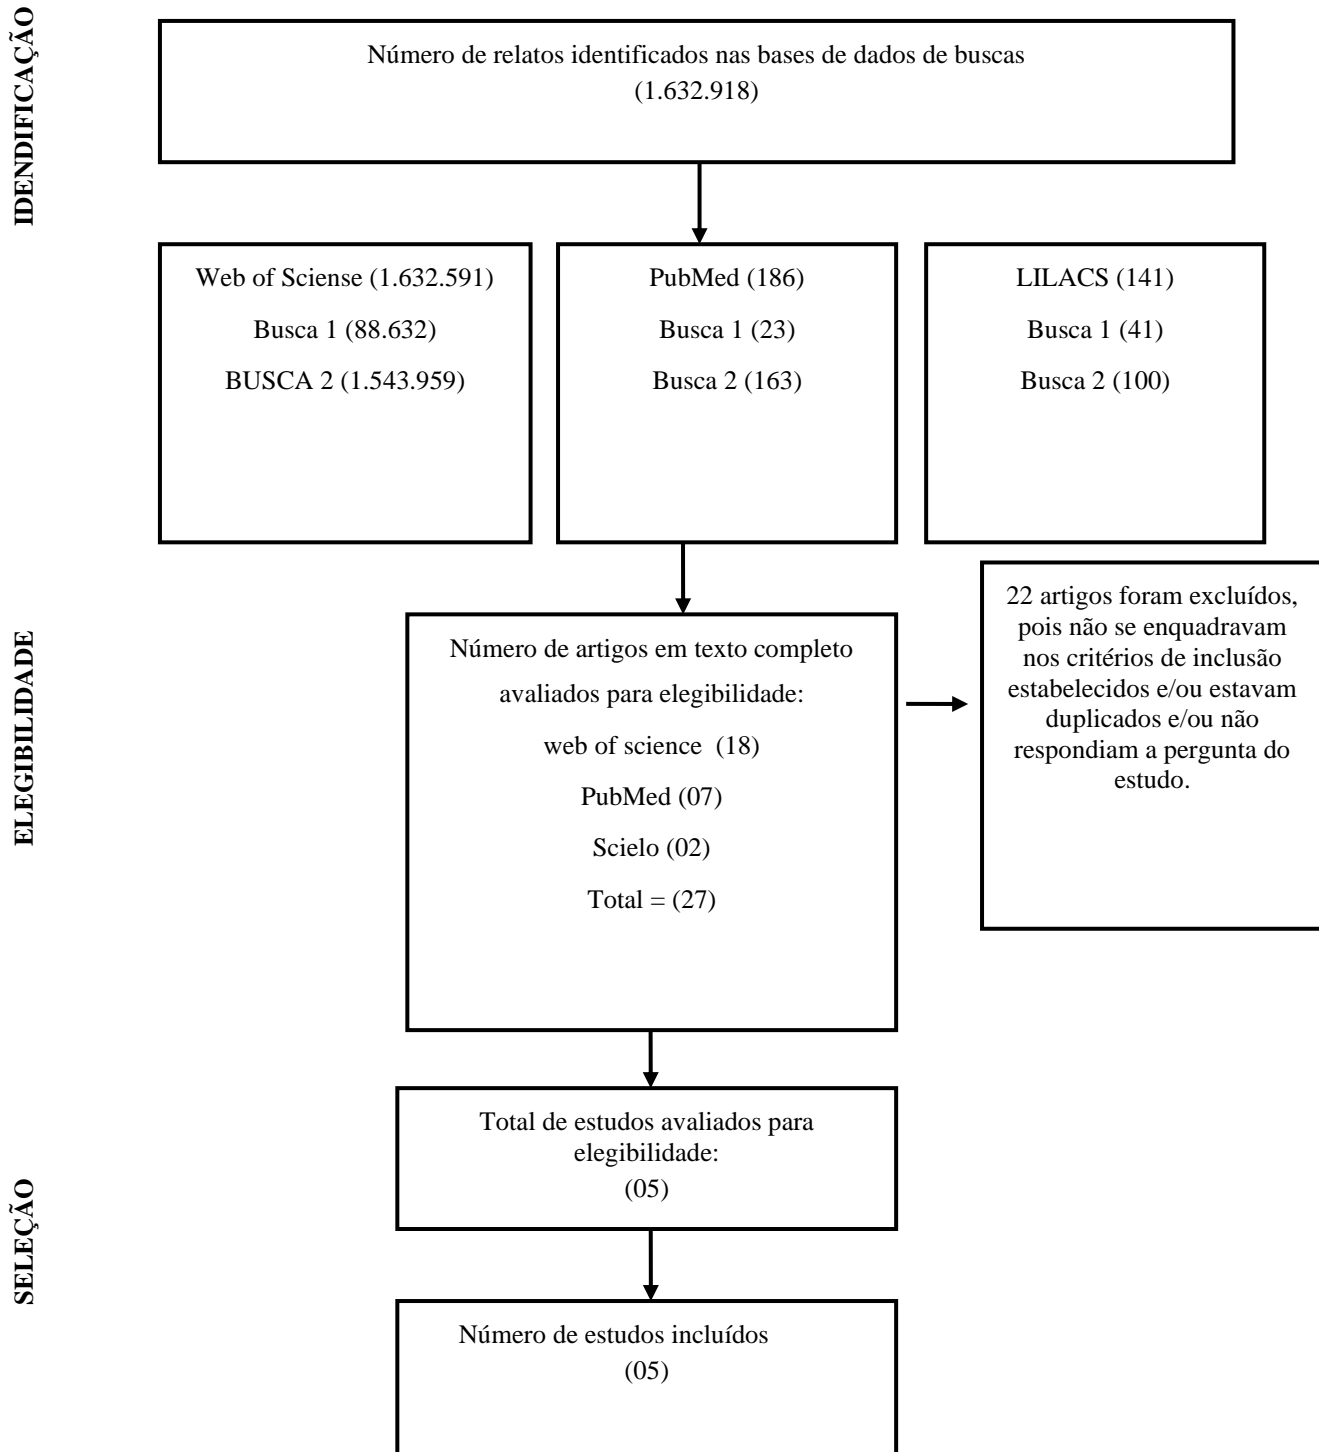 IDENDIFICAÇÃO
Número de relatos identificados nas bases de dados de buscas
(1.632.918)
Web of Sciense (1.632.591)
Busca 1 (88.632)
BUSCA 2 (1.543.959)
PubMed (186)
Busca 1 (23)
Busca 2 (163)
LILACS (141)
Busca 1 (41)
Busca 2 (100)
ELEGIBILIDADE
Número de artigos em texto completo
avaliados para elegibilidade:
web of science (18)
PubMed (07)
Scielo (02)
Total = (27)
22 artigos foram excluídos,
pois não se enquadravam
nos critérios de inclusão
estabelecidos e/ou estavam
duplicados e/ou não
respondiam a pergunta do
estudo.
SELEÇÃO
Total de estudos avaliados para
elegibilidade:
(05)
Número de estudos incluídos
(05)